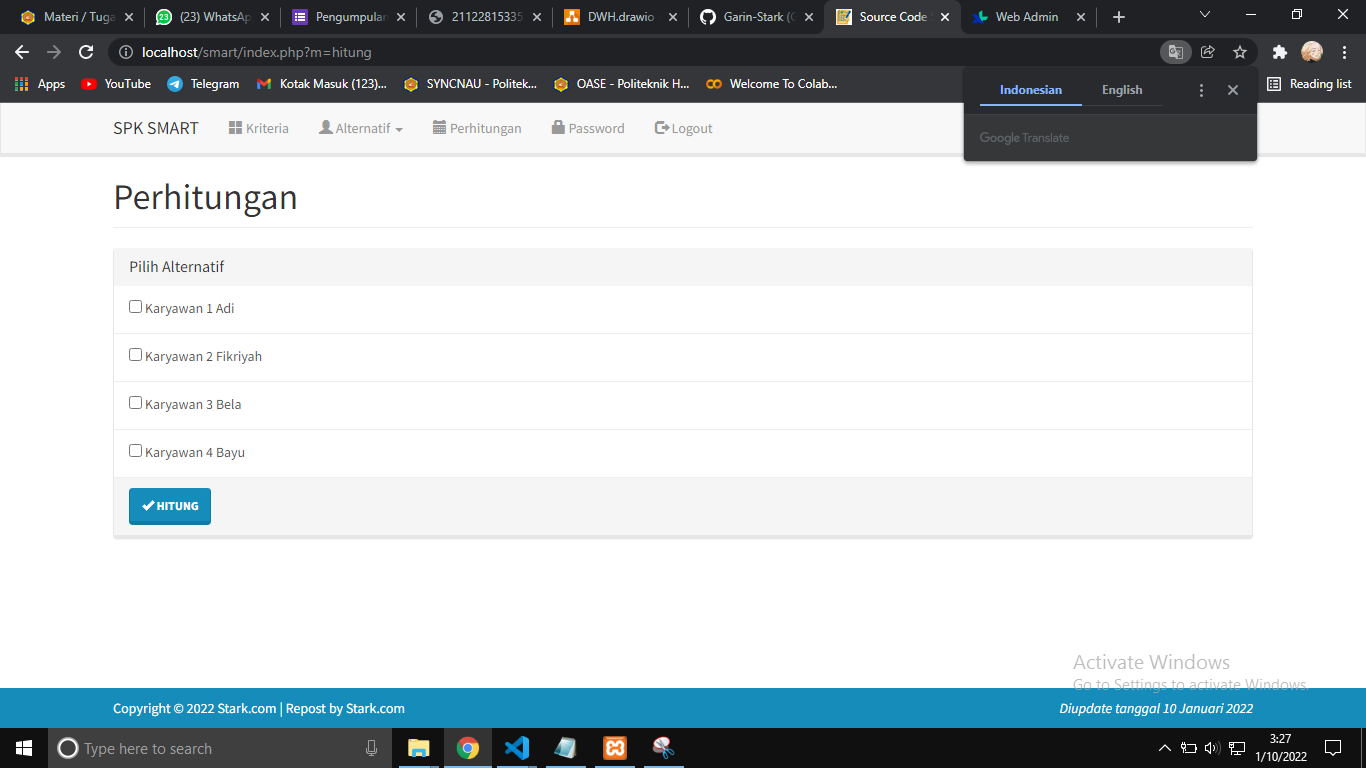 Materi / Tuga
(23) WhatsAp
Pengumpulan
21122815335
DWH.drawio
Garin-Stark (G
Source Code
Web Admin
localhost/smart/index.php?m=hitung
Apps
YouTube
Telegram
Kotak Masuk (123)...
SYNCNAU - Politek...
OASE - Politeknik H...
Welcome To Colab...
Reading list
Indonesian
English
Google Translate
SPK SMART
Kriteria
Alternatif
Perhitungan
Password
Logout
Perhitungan
Pilih Alternatif
Karyawan 1 Adi
Karyawan 2 Fikriyah
Karyawan 3 Bela
Karyawan 4 Bayu
HITUNG
Activate Windows
Go to Settings to activate Windows.
Copyright © 2022 Stark.com | Repost by Stark.com
Diupdate tanggal 10 Januari 2022
Type here to search
3:27
1/10/2022